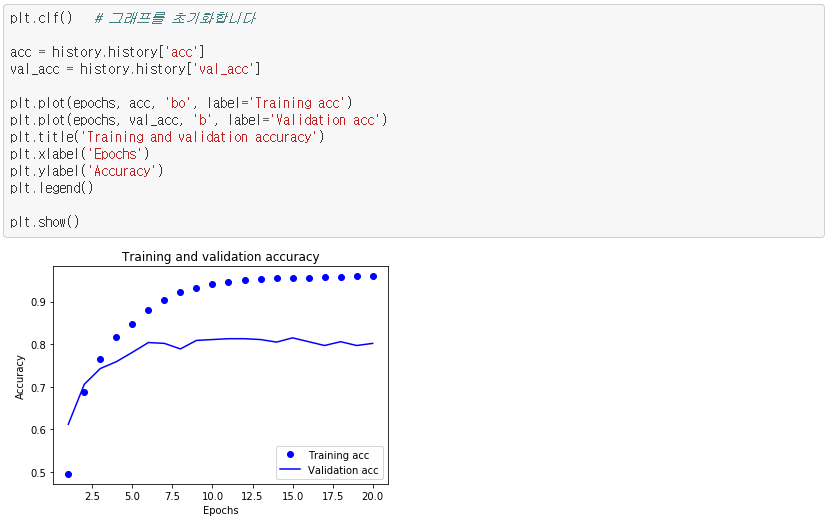 plt.clf()   # 그래프를 초기화합니다
acc = history.history['acc']
val_acc = history.history['val_acc']
plt.plot(epochs, acc, 'bo', label='Training acc')
plt.plot(epochs, val_acc, 'b', label='Validation acc')
plt.title('Training and validation accuracy')
plt.xlabel('Epochs')
plt.ylabel('Accuracy')
plt.legend()
plt.show()
Training and validation accuracy
0.9
0.8
0.7
0.6
0.5
Accuracy
Training acc
Validation acc
2.5 5.0 7.5 10.0 12.5 15.0 17.5 20.0
Epochs